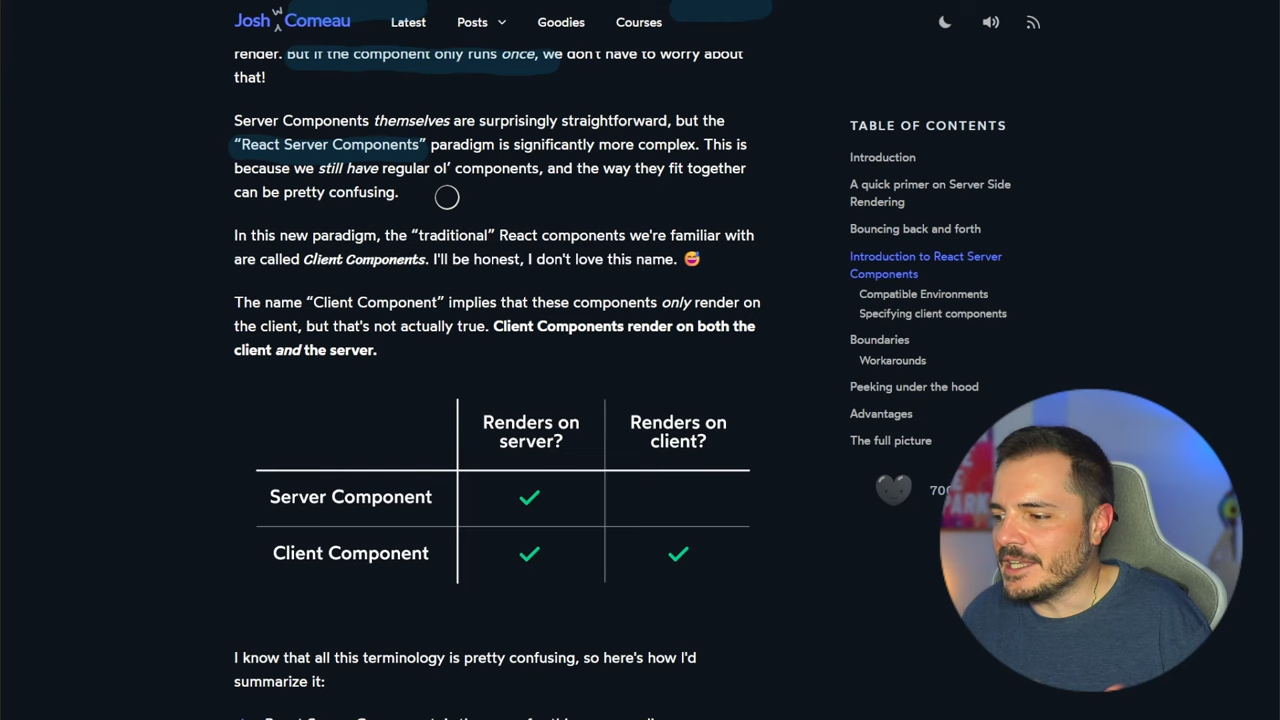 Josh W Comeau
Latest
Posts
Goodies
Courses
render. But if the component only runs once, we don't have to worry about
that!
Server Components themselves are surprisingly straightforward, but the
“React Server Components” paradigm is significantly more complex. This is
because we still have regular ol’ components, and the way they fit together
can be pretty confusing.
In this new paradigm, the “traditional” React components we're familiar with
are called Client Components. I'll be honest, I don't love this name. 😅
The name “Client Component” implies that these components only render on
the client, but that's not actually true. Client Components render on both the
client and the server.
Renders on
server?
Renders on
client?
Server Component
Client Component
I know that all this terminology is pretty confusing, so here's how I'd
summarize it:
TABLE OF CONTENTS
Introduction
A quick primer on Server Side
Rendering
Bouncing back and forth
Introduction to React Server
Components
Compatible Environments
Specifying client components
Boundaries
Workarounds
Peeking under the hood
Advantages
The full picture